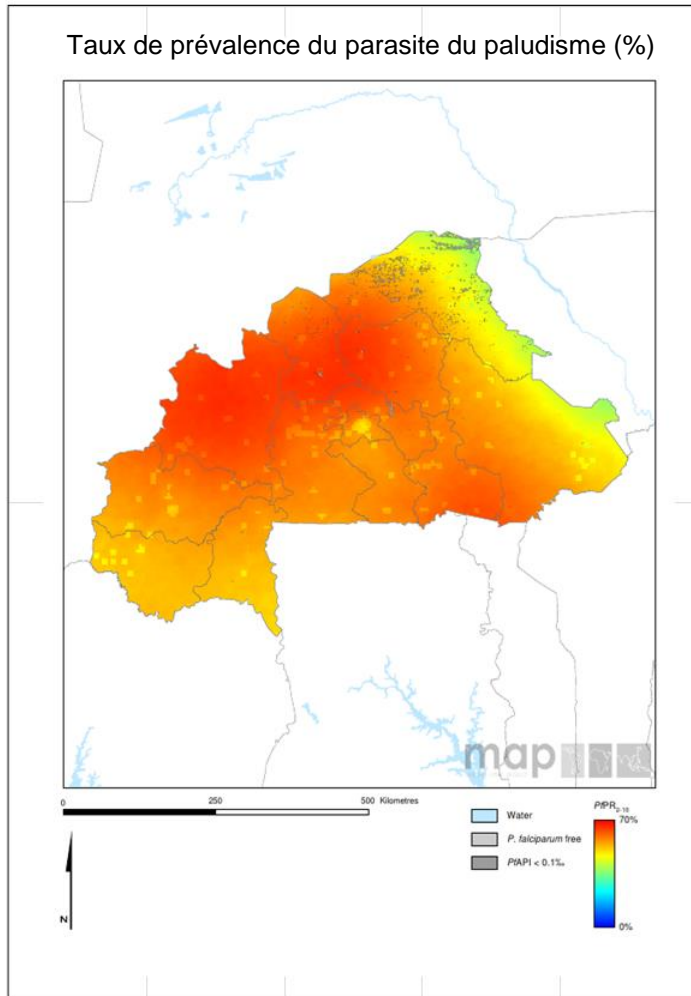 Taux de prévalence du parasite du paludisme (%)
map
0 250 500 Kilometres
N
Water
P. falciparum free
PfAPI < 0.1‰
PfPR2-10
70%
0%